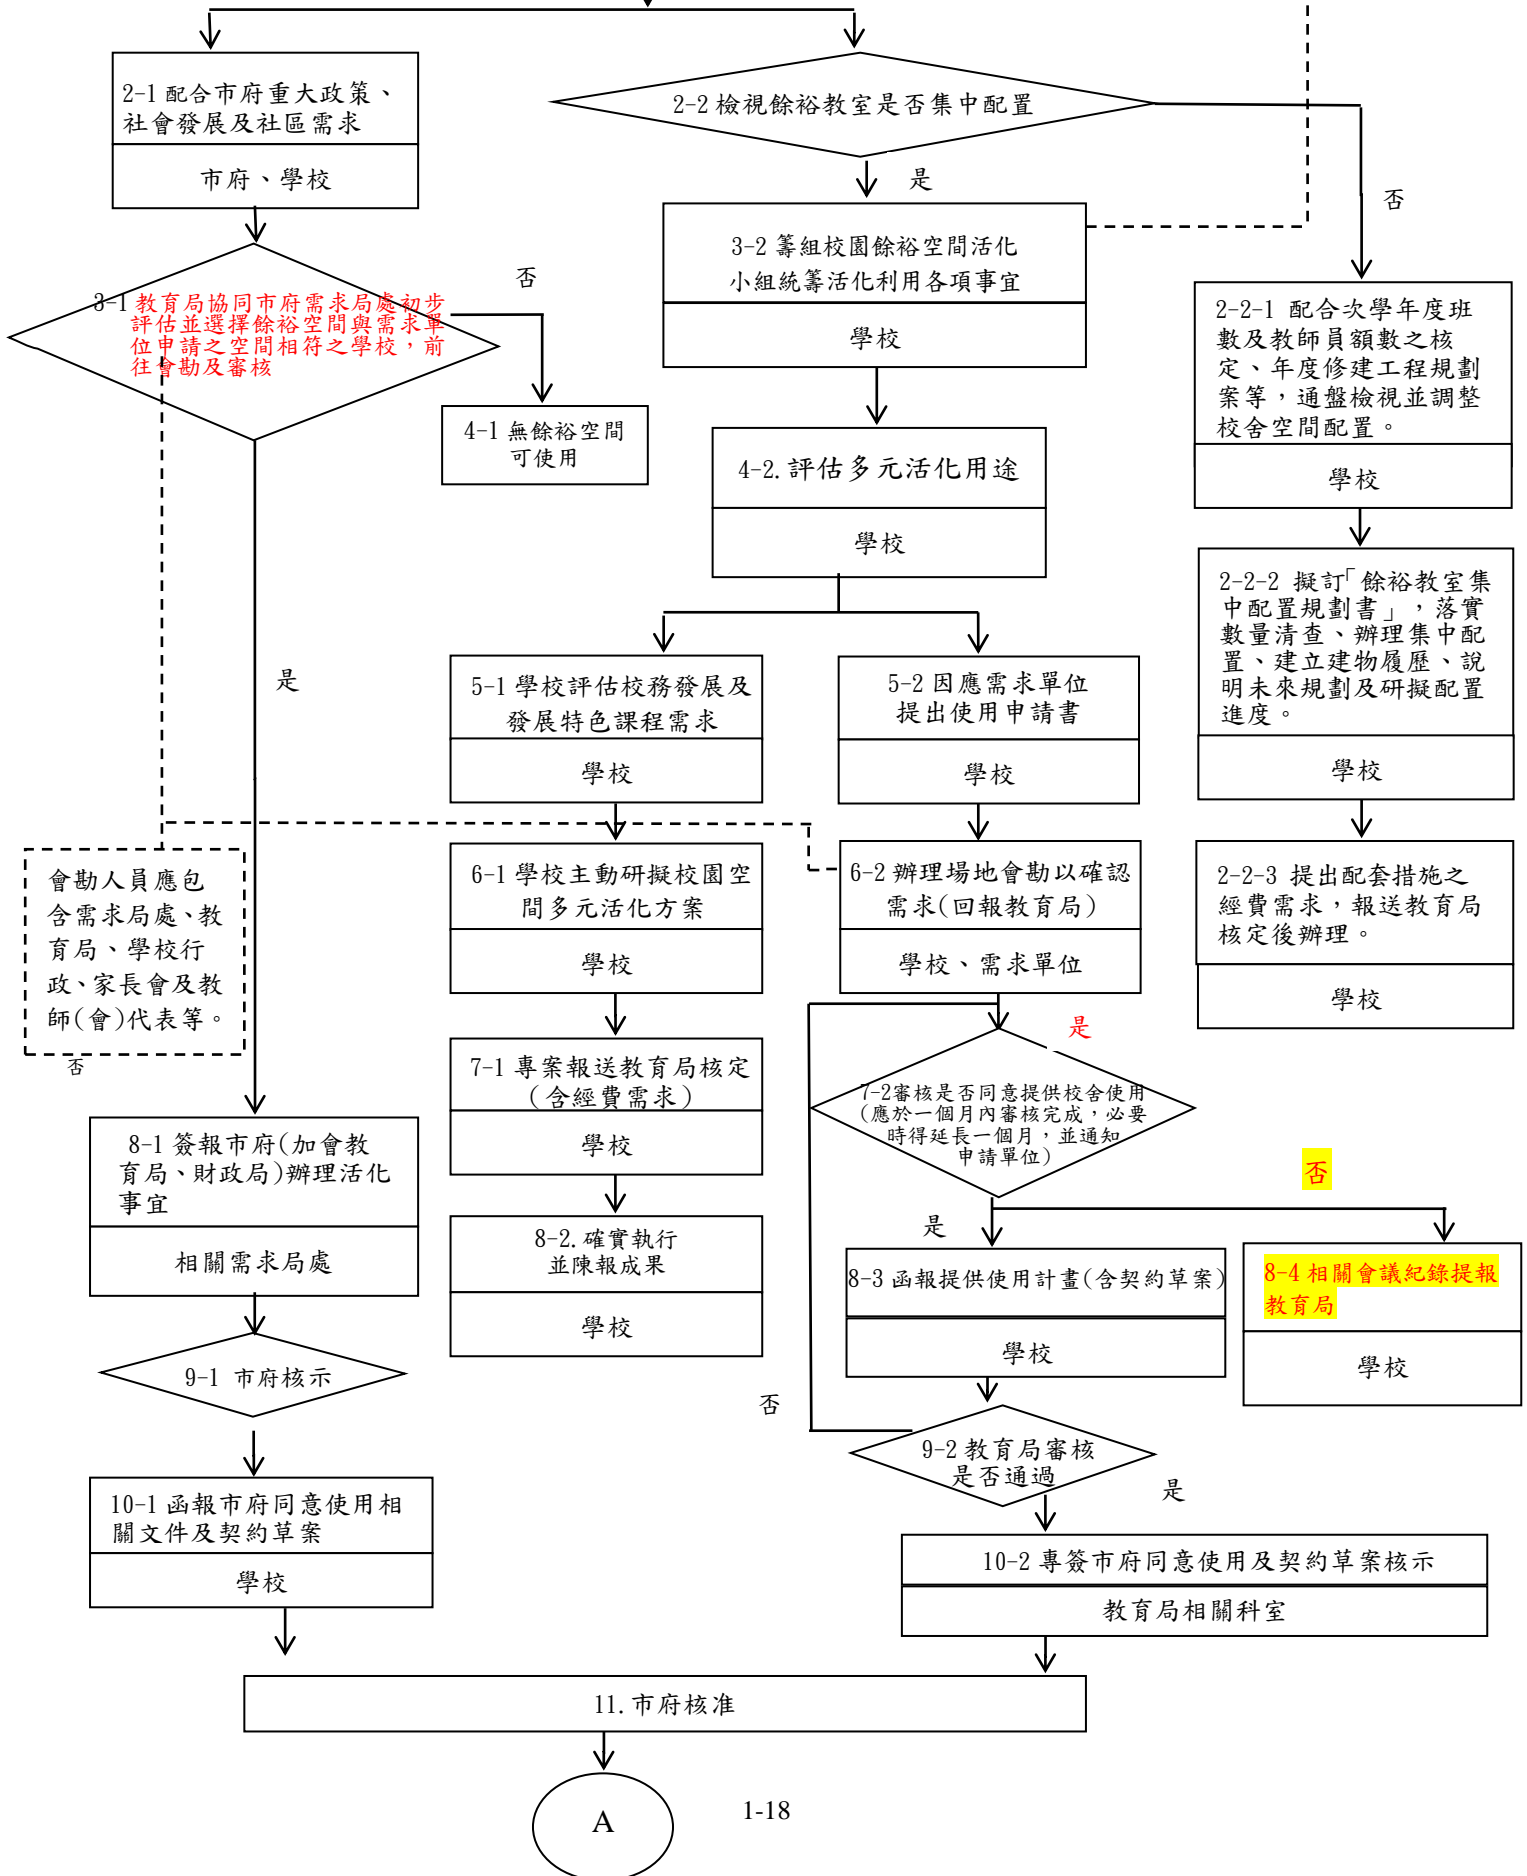 2-1 配合市府重大政策、
社會發展及社區需求
市府、學校
2-2 檢視餘裕教室是否集中配置
是
否
3-1 教育局協同市府需求局處初步
評估並選擇餘裕空間與需求單
位申請之空間相符之學校，前
往會勘及審核
否
4-1 無餘裕空間
可使用
是
3-2 籌組校園餘裕空間活化
小組統籌活化利用各項事宜
學校
4-2.評估多元活化用途
學校
2-2-1 配合次學年度班
數及教師員額數之核
定、年度修建工程規劃
案等，通盤檢視並調整
校舍空間配置。
學校
2-2-2 擬訂「餘裕教室集
中配置規劃書」，落實
數量清查、辦理集中配
置、建立建物履歷、說
明未來規劃及研擬配置
進度。
學校
2-2-3 提出配套措施之
經費需求，報送教育局
核定後辦理。
學校
5-1 學校評估校務發展及
發展特色課程需求
學校
5-2 因應需求單位
提出使用申請書
學校
6-1 學校主動研擬校園空
間多元活化方案
學校
6-2 辦理場地會勘以確認
需求(回報教育局)
學校、需求單位
會勘人員應包
含需求局處、教
育局、學校行
政、家長會及教
師(會)代表等。
否
是
7-1 專案報送教育局核定
(含經費需求)
學校
7-2審核是否同意提供校舍使用
(應於一個月內審核完成，必要
時得延長一個月，並通知
申請單位)
否
是
8-1 簽報市府(加會教
育局、財政局)辦理活化
事宜
相關需求局處
8-2.確實執行
並陳報成果
學校
8-3 函報提供使用計畫(含契約草案)
學校
8-4 相關會議紀錄提報
教育局
學校
9-1 市府核示
否
9-2 教育局審核
是否通過
是
10-1 函報市府同意使用相
關文件及契約草案
學校
10-2 專簽市府同意使用及契約草案核示
教育局相關科室
11.市府核准
A
1-18